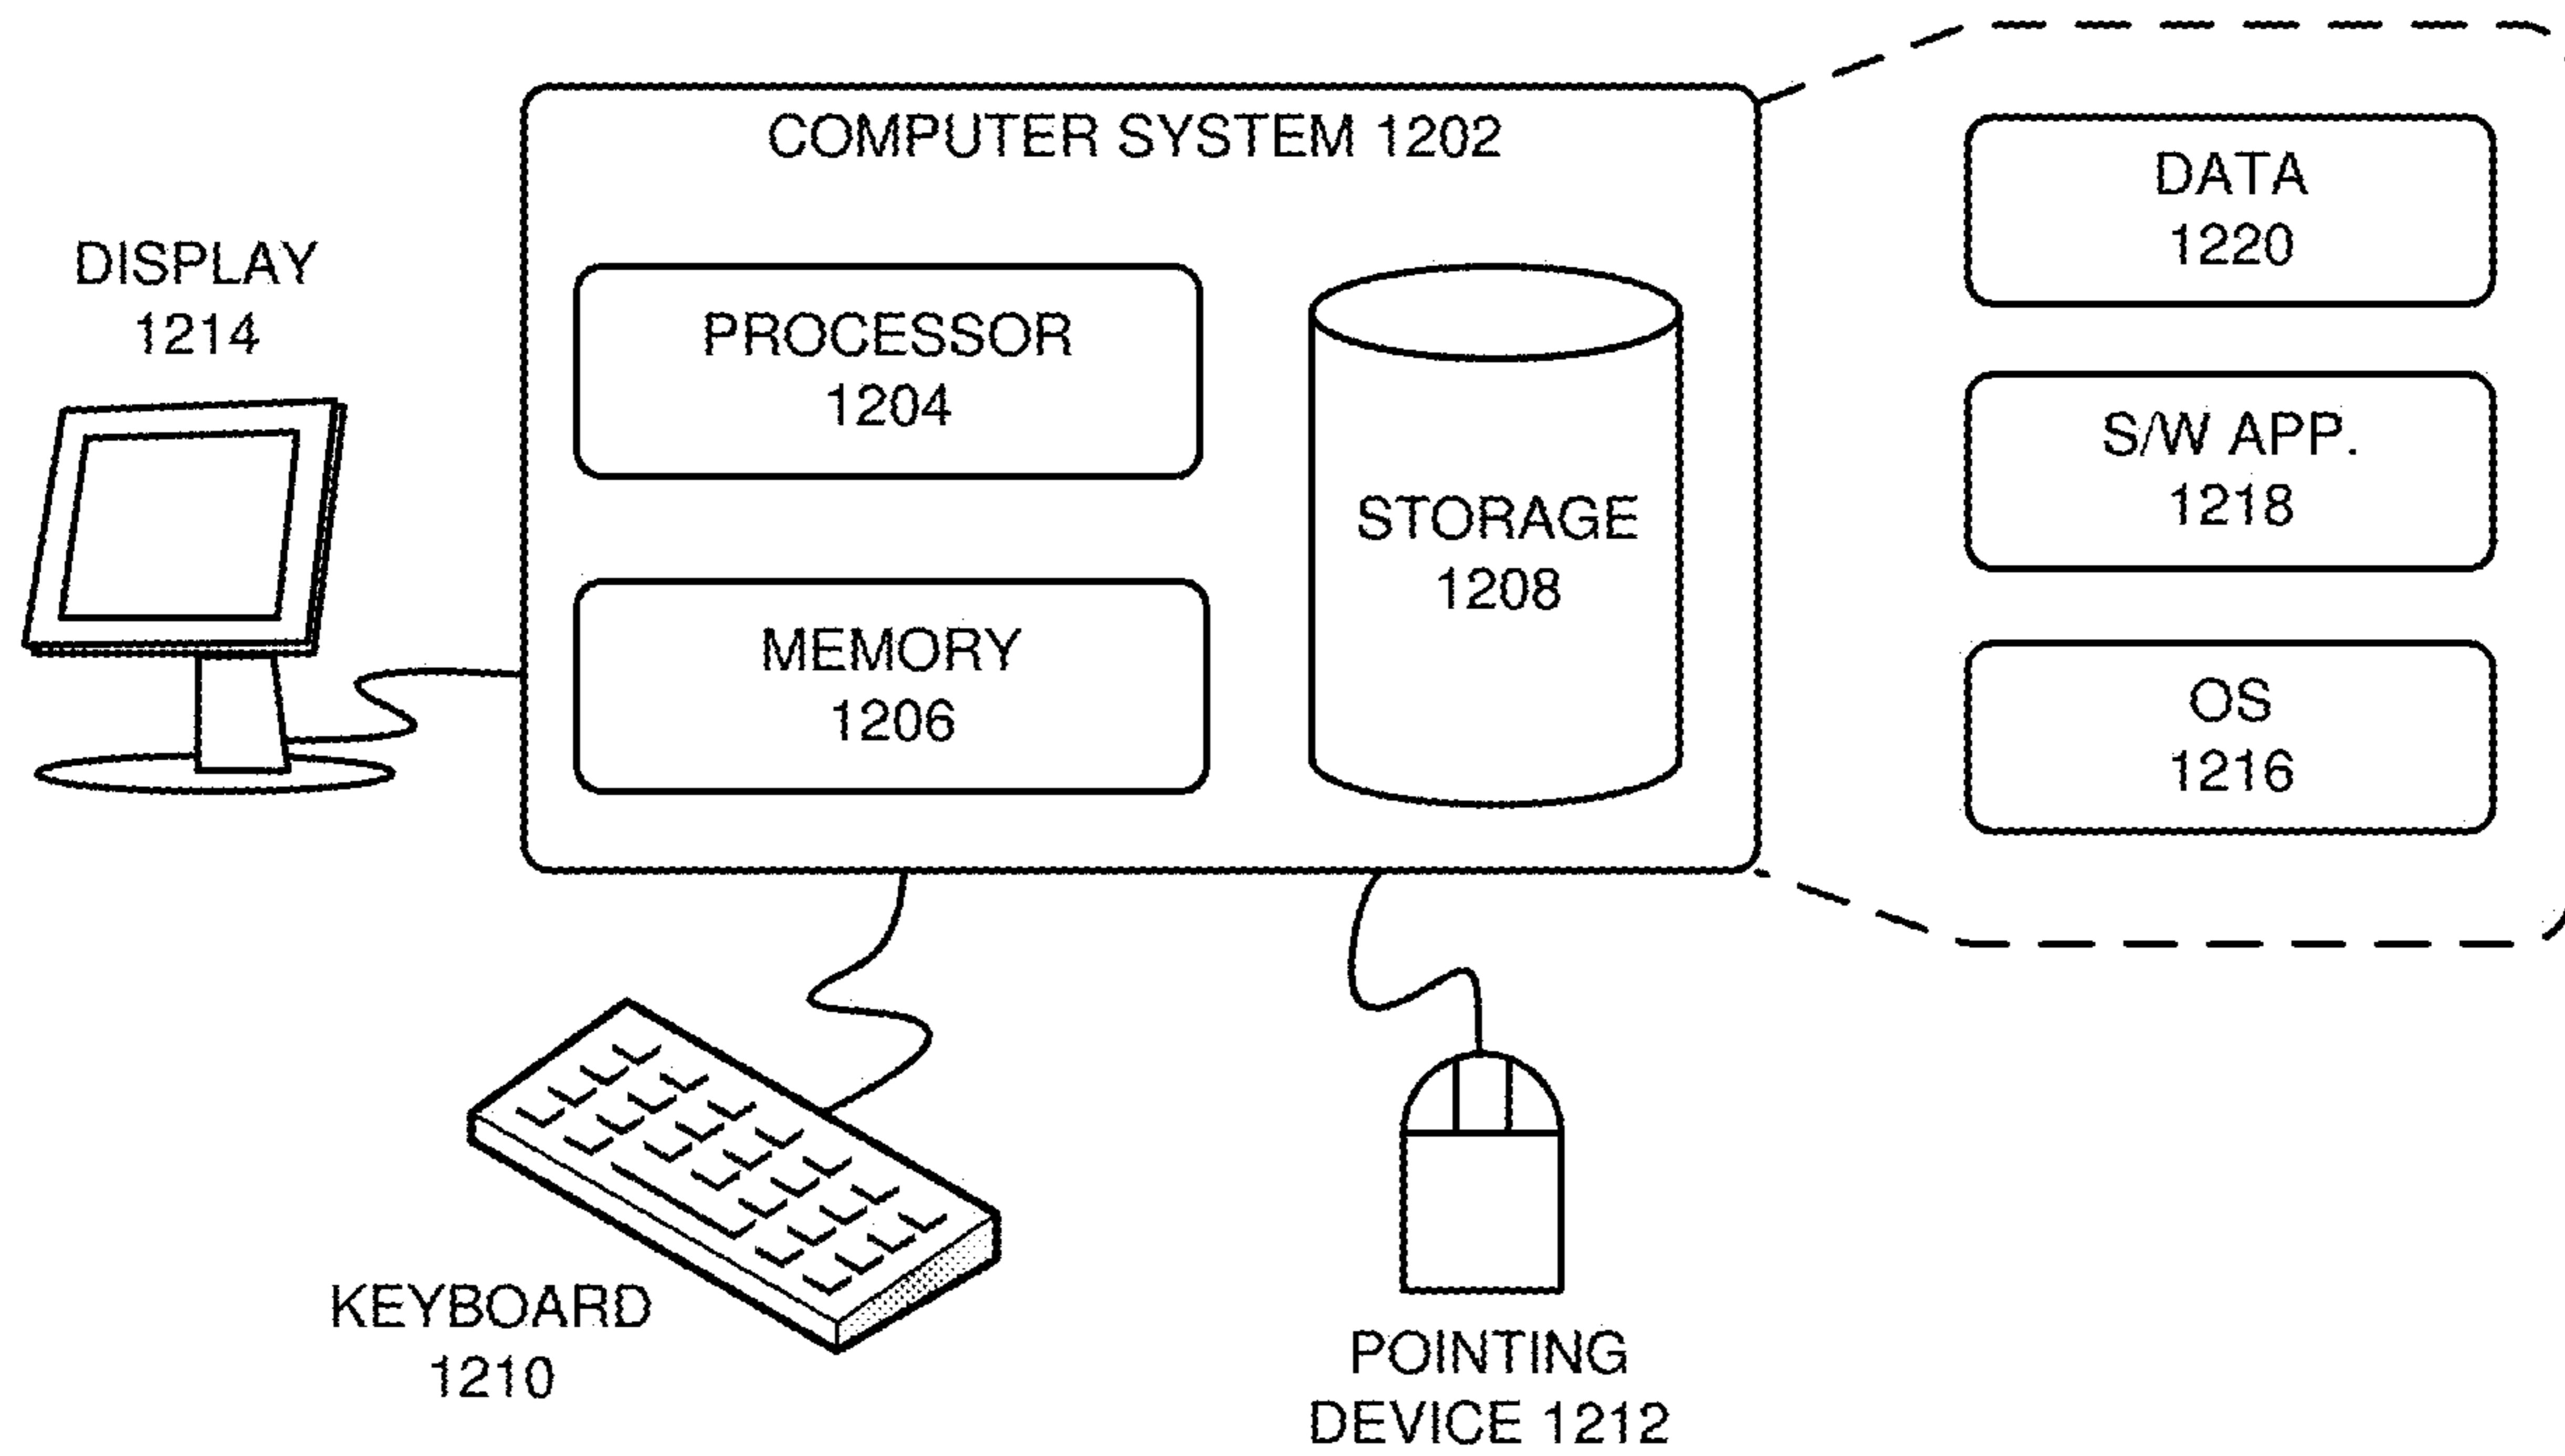 COMPUTER SYSTEM 1202
DISPLAY
1214
PROCESSOR
1204
MEMORY
1206
STORAGE
1208
DATA
1220
S/W APP.
1218
OS
1216
KEYBOARD
1210
POINTING
DEVICE 1212